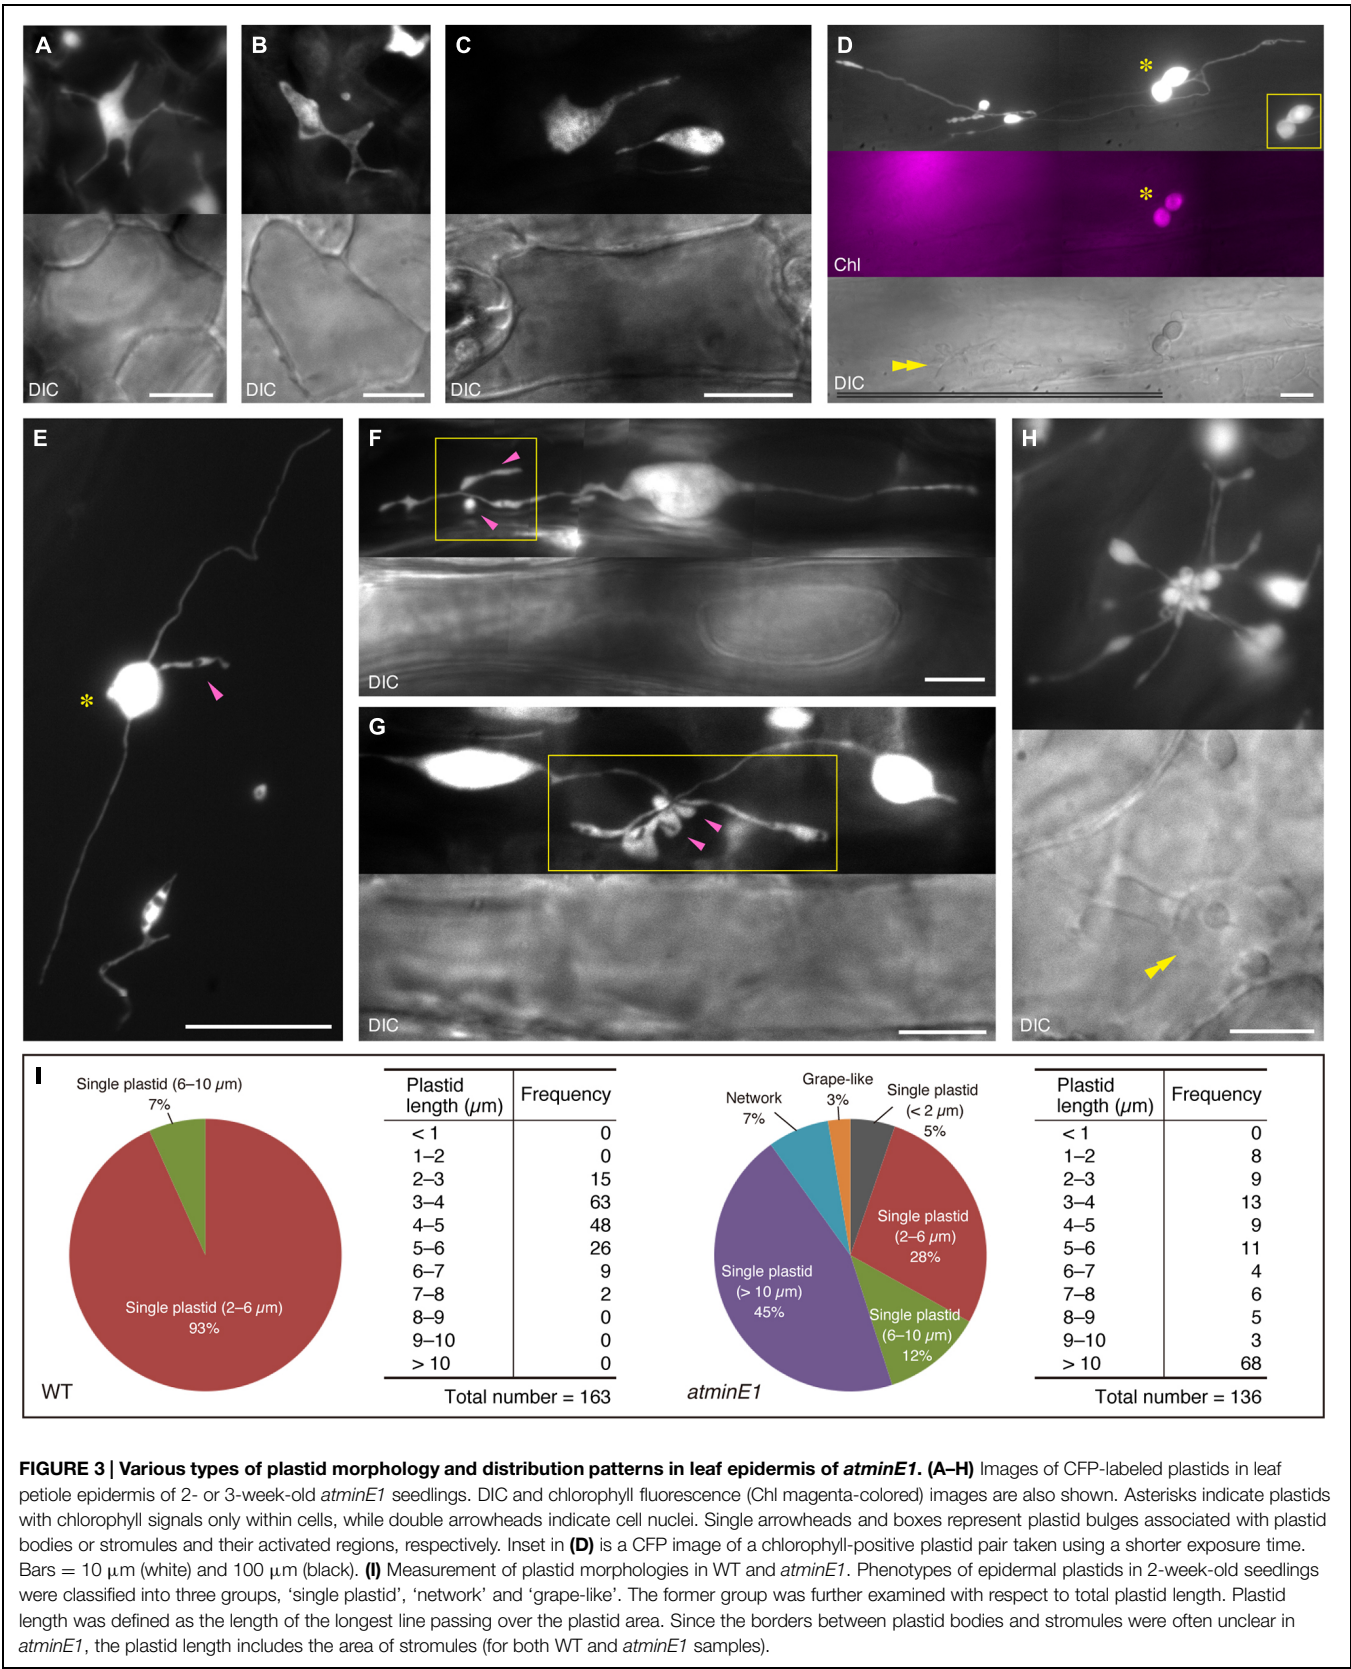 A
B
C
D
*
*
Chl
DIC
DIC
DIC
DIC
E
*
F
DIC
G
DIC
H
DIC
I
Single plastid (6–10 µm)
7%
Single plastid (2–6 µm)
93%
WT
Plastid length (µm) Frequency
< 1 0
1–2 0
2–3 15
3–4 63
4–5 48
5–6 26
6–7 9
7–8 2
8–9 0
9–10 0
> 10 0
Total number = 163
Grape-like
3%
Network
7%
Single plastid
(< 2 µm)
5%
Single plastid
(2–6 µm)
28%
Single plastid
(> 10 µm)
45%
Single plastid
(6–10 µm)
12%
atminE1
Plastid length (µm) Frequency
< 1 0
1–2 8
2–3 9
3–4 13
4–5 9
5–6 11
6–7 4
7–8 6
8–9 5
9–10 3
> 10 68
Total number = 136
FIGURE 3 | Various types of plastid morphology and distribution patterns in leaf epidermis of atminE1. (A–H) Images of CFP-labeled plastids in leaf
petiole epidermis of 2- or 3-week-old atminE1 seedlings. DIC and chlorophyll fluorescence (Chl magenta-colored) images are also shown. Asterisks indicate plastids
with chlorophyll signals only within cells, while double arrowheads indicate cell nuclei. Single arrowheads and boxes represent plastid bulges associated with plastid
bodies or stromules and their activated regions, respectively. Inset in (D) is a CFP image of a chlorophyll-positive plastid pair taken using a shorter exposure time.
Bars = 10 µm (white) and 100 µm (black). (I) Measurement of plastid morphologies in WT and atminE1. Phenotypes of epidermal plastids in 2-week-old seedlings
were classified into three groups, ‘single plastid’, ‘network’ and ‘grape-like’. The former group was further examined with respect to total plastid length. Plastid
length was defined as the length of the longest line passing over the plastid area. Since the borders between plastid bodies and stromules were often unclear in
atminE1, the plastid length includes the area of stromules (for both WT and atminE1 samples).